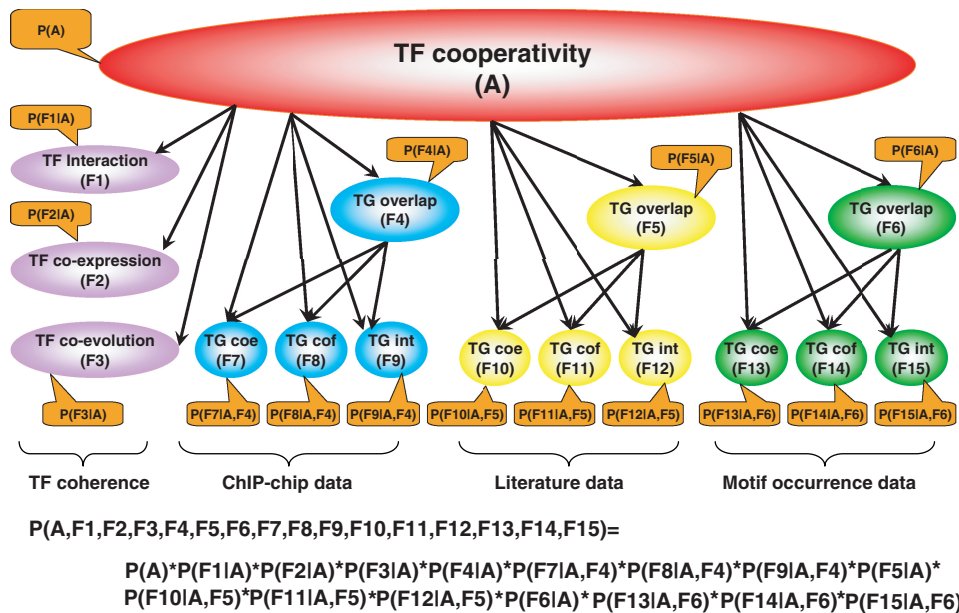 P(A)
TF cooperativity
(A)
P(F1|A)
TF Interaction
(F1)
P(F4|A)
P(F5|A)
P(F6|A)
P(F2|A)
TG overlap
(F4)
TG overlap
(F5)
TG overlap
(F6)
TF co-expression
(F2)
TF co-evolution
(F3)
TG coe
(F7)
TG cof
(F8)
TG int
(F9)
TG coe
(F10)
TG cof
(F11)
TG int
(F12)
TG coe
(F13)
TG cof
(F14)
TG int
(F15)
P(F3|A)
P(F7|A,F4)
P(F8|A,F4)
P(F9|A,F4)
P(F10|A,F5)
P(F11|A,F5)
P(F12|A,F5)
P(F13|A,F6)
P(F14|A,F6)
P(F15|A,F6)
TF coherence
ChIP-chip data
Literature data
Motif occurrence data
P(A,F1,F2,F3,F4,F5,F6,F7,F8,F9,F10,F11,F12,F13,F14,F15)=
P(A)*P(F1|A)*P(F2|A)*P(F3|A)*P(F4|A)*P(F7|A,F4)*P(F8|A,F4)*P(F9|A,F4)*P(F5|A)*
P(F10|A,F5)*P(F11|A,F5)*P(F12|A,F5)*P(F6|A)*P(F13|A,F6)*P(F14|A,F6)*P(F15|A,F6)